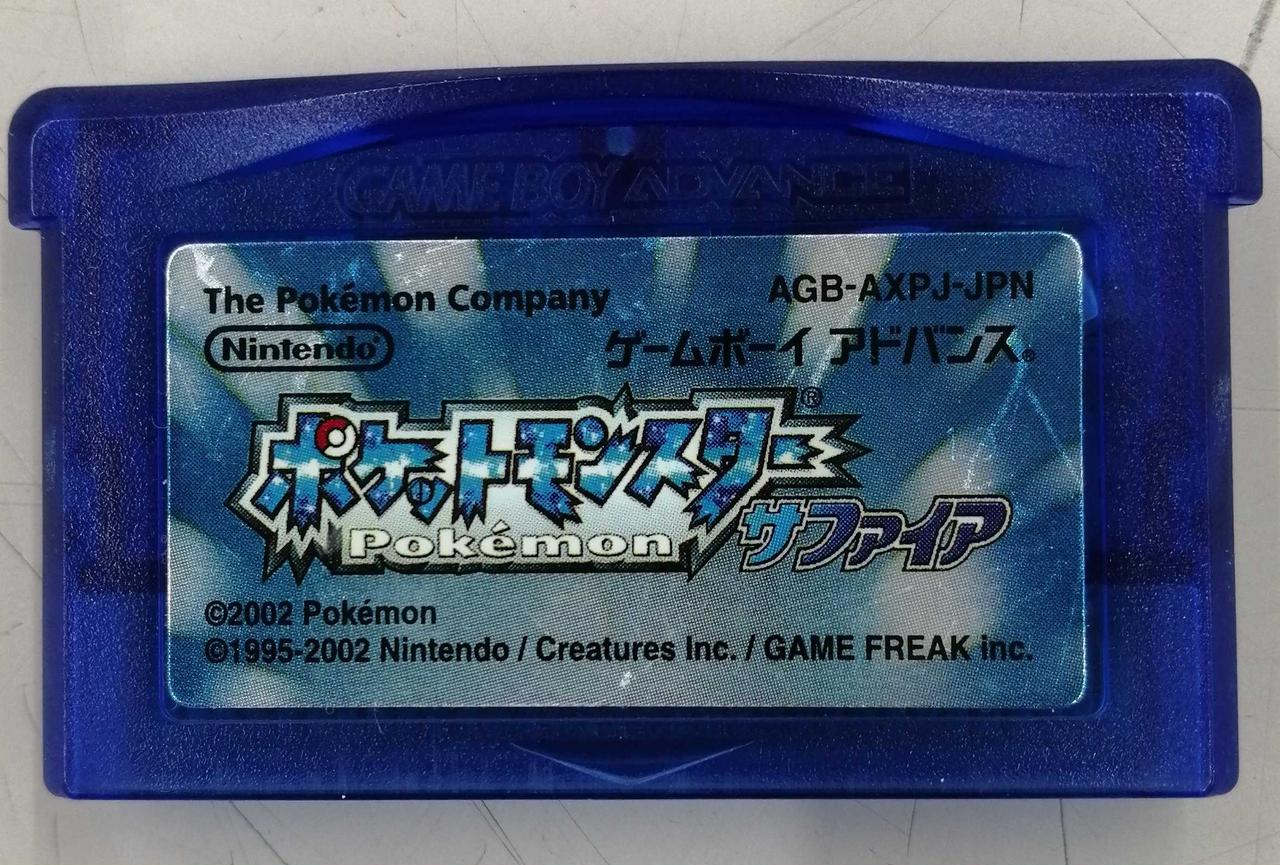 GAME BOY ADVANCE
The Pokémon Company AGB-AXPJ-JPN
Nintendo® ゲームボーイ アドバンス®
ポケットモンスター®
Pokémon サファイア
©2002 Pokémon
©1995-2002 Nintendo / Creatures Inc. / GAME FREAK inc.